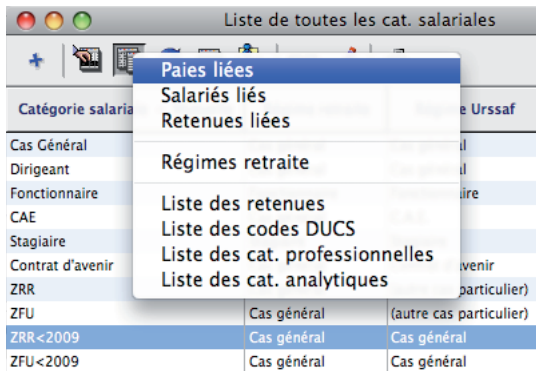 Liste de toutes les cat. salariales
Paies liées
Salariés liés
Retenues liées
Régimes retraite
Liste des retenues
Liste des codes DUCS
Liste des cat. professionnelles
Liste des cat. analytiques
Catégorie Urssaf
Cas Général
Dirigeant
Fonctionnaire
CAE
Stagiaire
Contrat d'avenir
ZRR particulier)
ZFU Cas général (autre cas particulier)
ZRR<2009 Cas général Cas général
ZFU<2009 Cas général Cas général